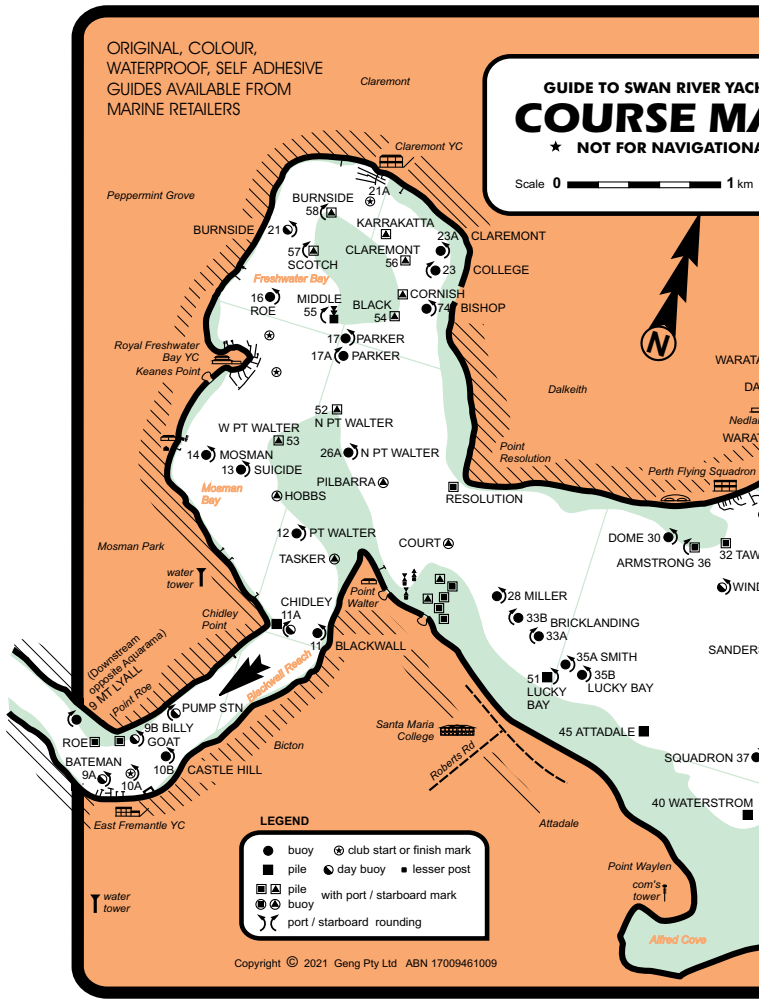 ORIGINAL, COLOUR,
WATERPROOF, SELF ADHESIVE
GUIDES AVAILABLE FROM
MARINE RETAILERS
Claremont
GUIDE TO SWAN RIVER YACH
COURSE MA
★ NOT FOR NAVIGATIONA
Scale 0 1 km
Claremont YC
Peppermint Grove
BURNSIDE
58
21A
KARRAKATTA
BURNSIDE 21
23A CLAREMONT
CLAREMONT
56
57
SCOTCH
23 COLLEGE
Freshwater Bay
16
ROE
MIDDLE
55
CORNISH
BLACK
54
74 BISHOP
N
17 PARKER
17A PARKER
Royal Freshwater
Bay YC
Keanes Point
WARATA
DA
Dalkeith
Nedlan
WARAT
52
N PT WALTER
W PT WALTER
53
14 MOSMAN
13 SUICIDE
26A N PT WALTER
Point
Resolution
Perth Flying Squadron
PILBARRA
RESOLUTION
Mosman
Bay
HOBBS
12 PT WALTER
COURT
DOME 30
ARMSTRONG 36
32 TAW
Mosman Park
TASKER
water
tower
Point
Walter
WIND
28 MILLER
CHIDLEY
11A
Chidley
Point
33B BRICKLANDING
33A
11 BLACKWALL
SANDERS
(Downstream
opposite Aquarama)
9 MT LYALL
Point Roe
Blackwall Reach
35A SMITH
35B
LUCKY BAY
51
LUCKY
BAY
PUMP STN
Santa Maria
College
45 ATTADALE
ROE
9B BILLY
GOAT
Bicton
Roberts Rd
SQUADRON 37
BATEMAN
9A
10A
10B CASTLE HILL
40 WATERSTROM
East Fremantle YC
Attadale
LEGEND
buoy club start or finish mark
pile day buoy lesser post
pile
with port / starboard mark
buoy
port / starboard rounding
Point Waylen
com's
tower
water
tower
Alfred Cove
Copyright © 2021 Geng Pty Ltd ABN 17009461009